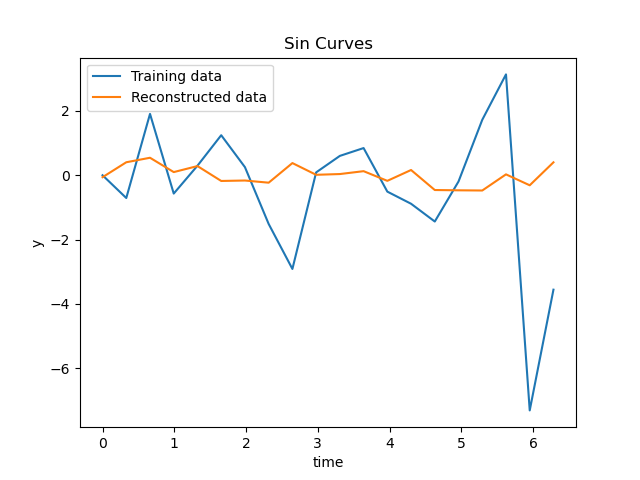 Sin Curves
Training data
Reconstructed data
2
0
−2
−4
−6
y
0 1 2 3 4 5 6
time